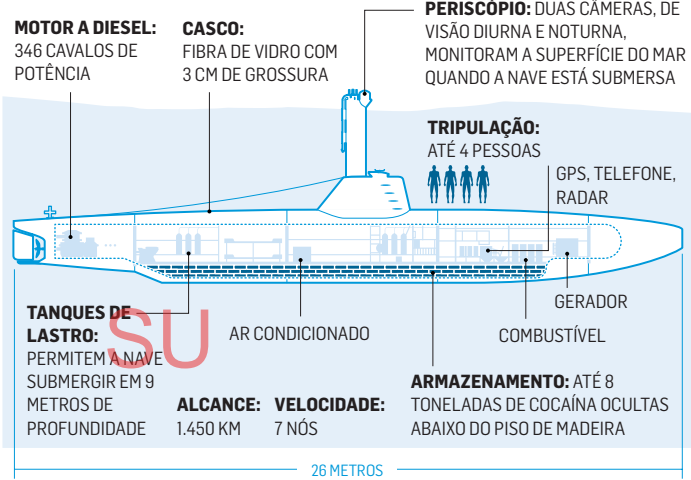 MOTOR A DIESEL:
346 CAVALOS DE
POTÊNCIA
CASCO:
FIBRA DE VIDRO COM
3 CM DE GROSSURA
PERISCÓPIO: DUAS CÂMERAS, DE
VISÃO DIURNA E NOTURNA,
MONITORAM A SUPERFÍCIE DO MAR
QUANDO A NAVE ESTÁ SUBMERSA
TRIPULAÇÃO:
ATÉ 4 PESSOAS
GPS, TELEFONE,
RADAR
TANQUES DE
LASTRO:
PERMITEM A NAVE
SUBMERGIR EM 9
METROS DE
PROFUNDIDADE
SU
AR CONDICIONADO
GERADOR
COMBUSTÍVEL
ALCANCE:
1.450 KM
VELOCIDADE:
7 NÓS
ARMAZENAMENTO: ATÉ 8
TONELADAS DE COCAÍNA OCULTAS
ABAIXO DO PISO DE MADEIRA
26 METROS